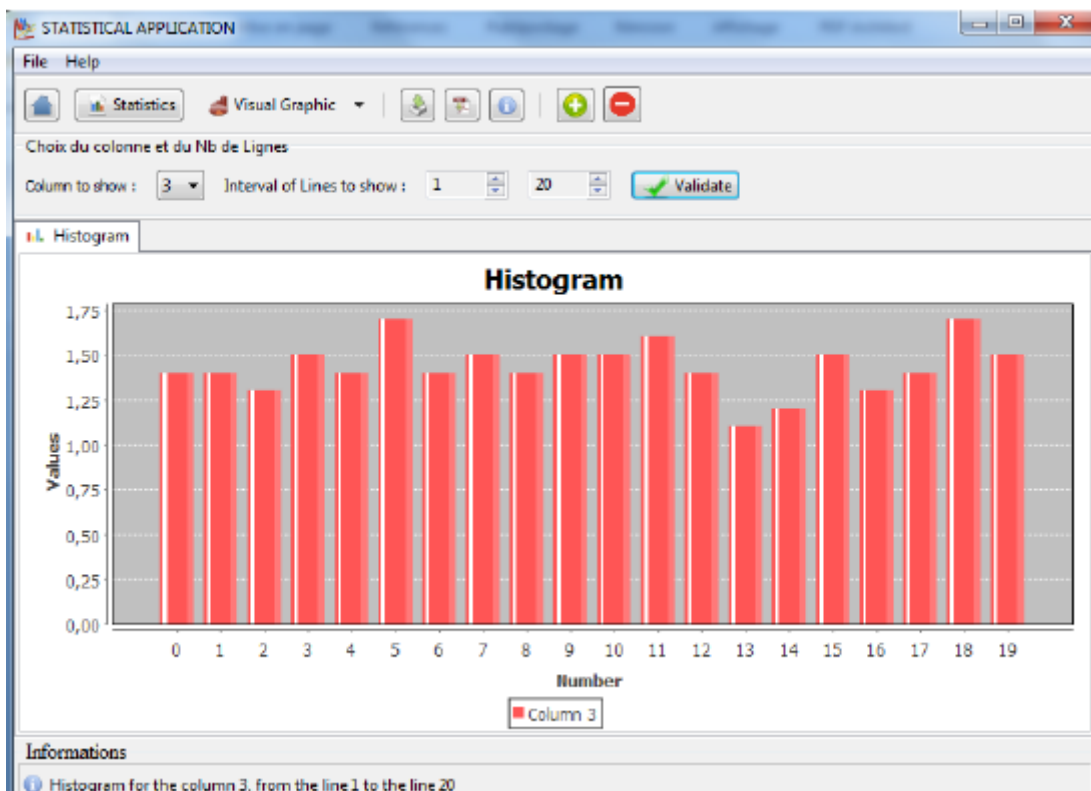 STATISTICAL APPLICATION
File Help
Statistics Visual Graphic
Choix du colonne et du Nb de Lignes
Column to show : 3 Interval of Lines to show : 1 20 Validate
Histogram
Histogram
1,75
1,50
1,25
1,00
0,75
0,50
0,25
0,00
Values
0 1 2 3 4 5 6 7 8 9 10 11 12 13 14 15 16 17 18 19
Number
Column 3
Informations
Histogram for the column 3, from the line 1 to the line 20